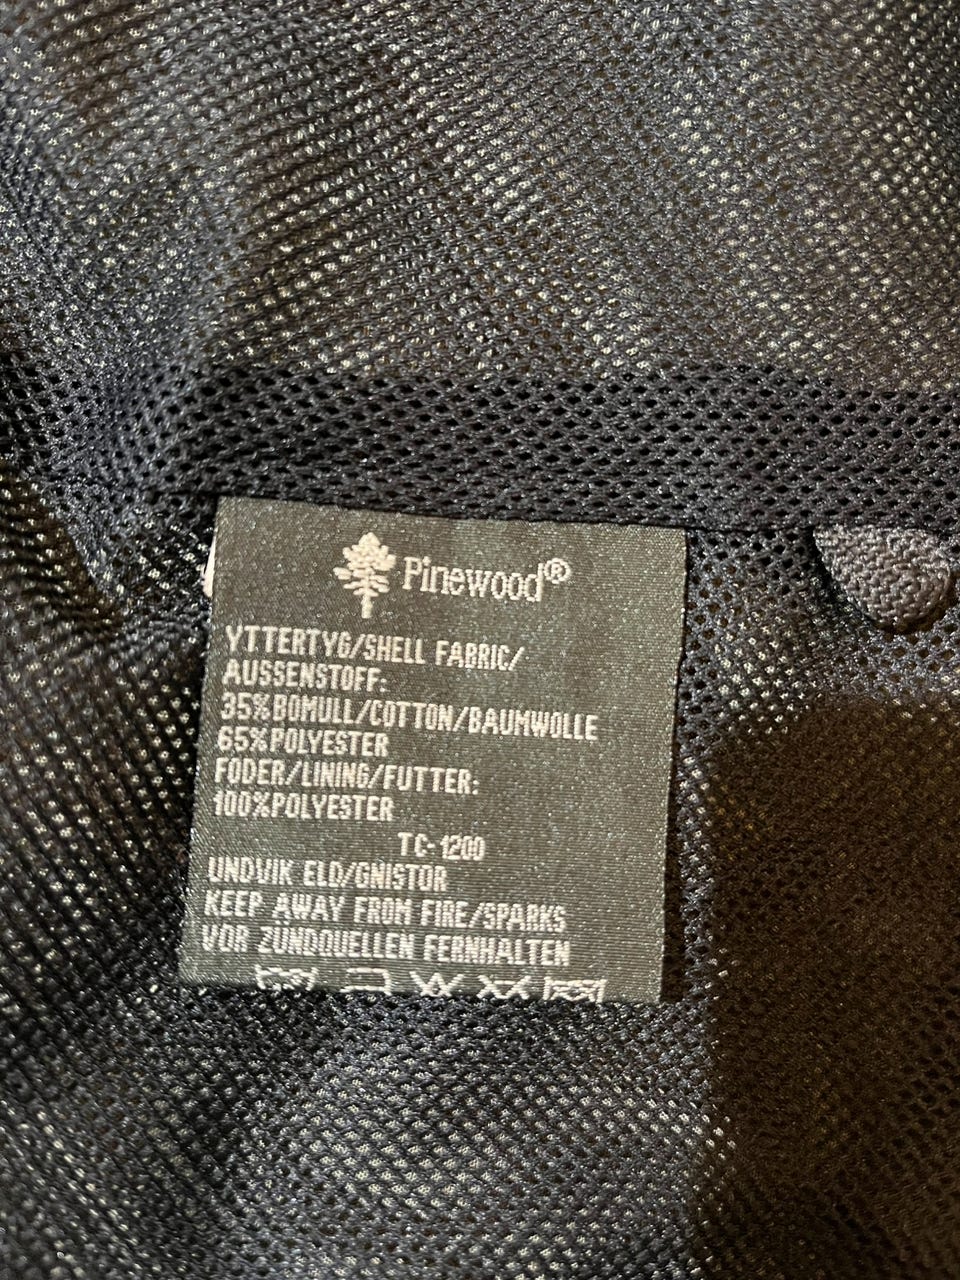 Pinewood®
YTTERTYG/SHELL FABRIC/
AUSSENSTOFF:
35%BOMULL/COTTON/BAUMWOLLE
65%POLYESTER
FODER/LINING/FUTTER:
100%POLYESTER
TC-1200
UNDVIK ELD/GNISTOR
KEEP AWAY FROM FIRE/SPARKS
VOR ZUNDQUELLEN FERNHALTEN